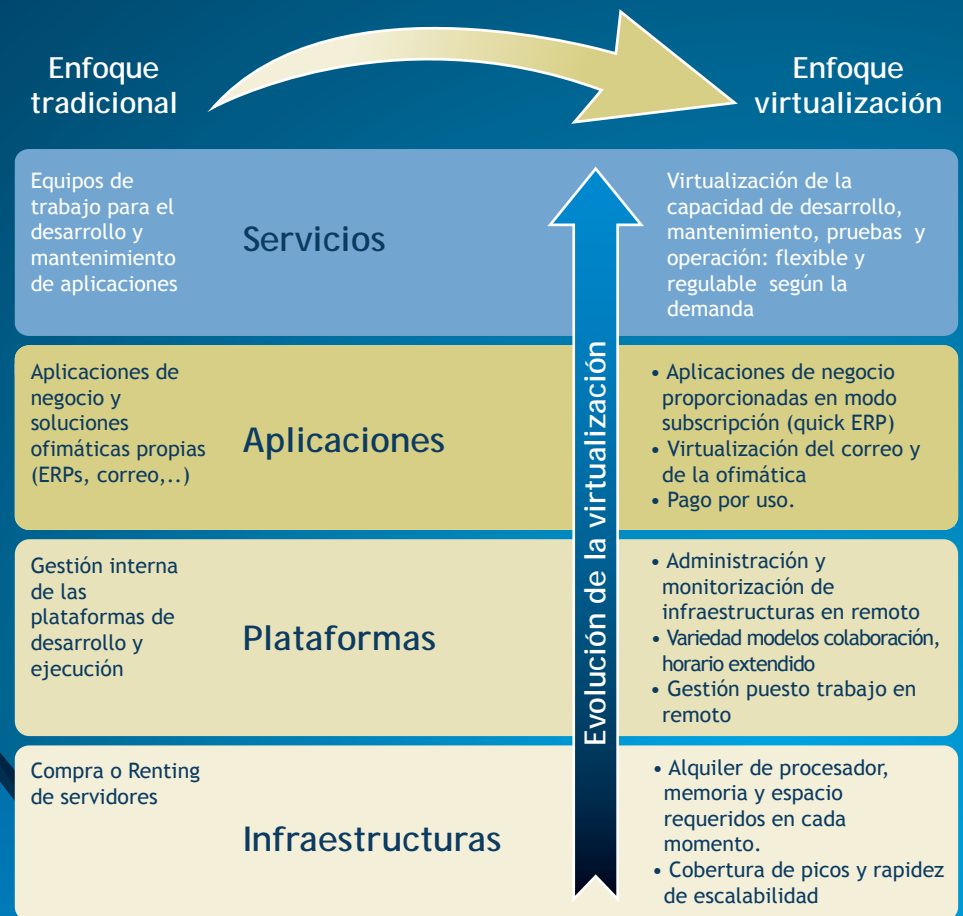 Enfoque
tradicional
Enfoque
virtualización
Equipos de
trabajo para el
desarrollo y
mantenimiento
de aplicaciones
Servicios
Virtualización de la
capacidad de desarrollo,
mantenimiento, pruebas y
operación: flexible y
regulable según la
demanda
Aplicaciones de
negocio y
soluciones
ofimáticas propias
(ERPs, correo,..)
Aplicaciones
• Aplicaciones de negocio
proporcionadas en modo
subscripción (quick ERP)
• Virtualización del correo y
de la ofimática
• Pago por uso.
Gestión interna
de las
plataformas de
desarrollo y
ejecución
Plataformas
• Administración y
monitorización de
infraestructuras en remoto
• Variedad modelos colaboración,
horario extendido
• Gestión puesto trabajo en
remoto
Compra o Renting
de servidores
Infraestructuras
• Alquiler de procesador,
memoria y espacio
requeridos en cada
momento.
• Cobertura de picos y rapidez
de escalabilidad
Evolución de la virtualización